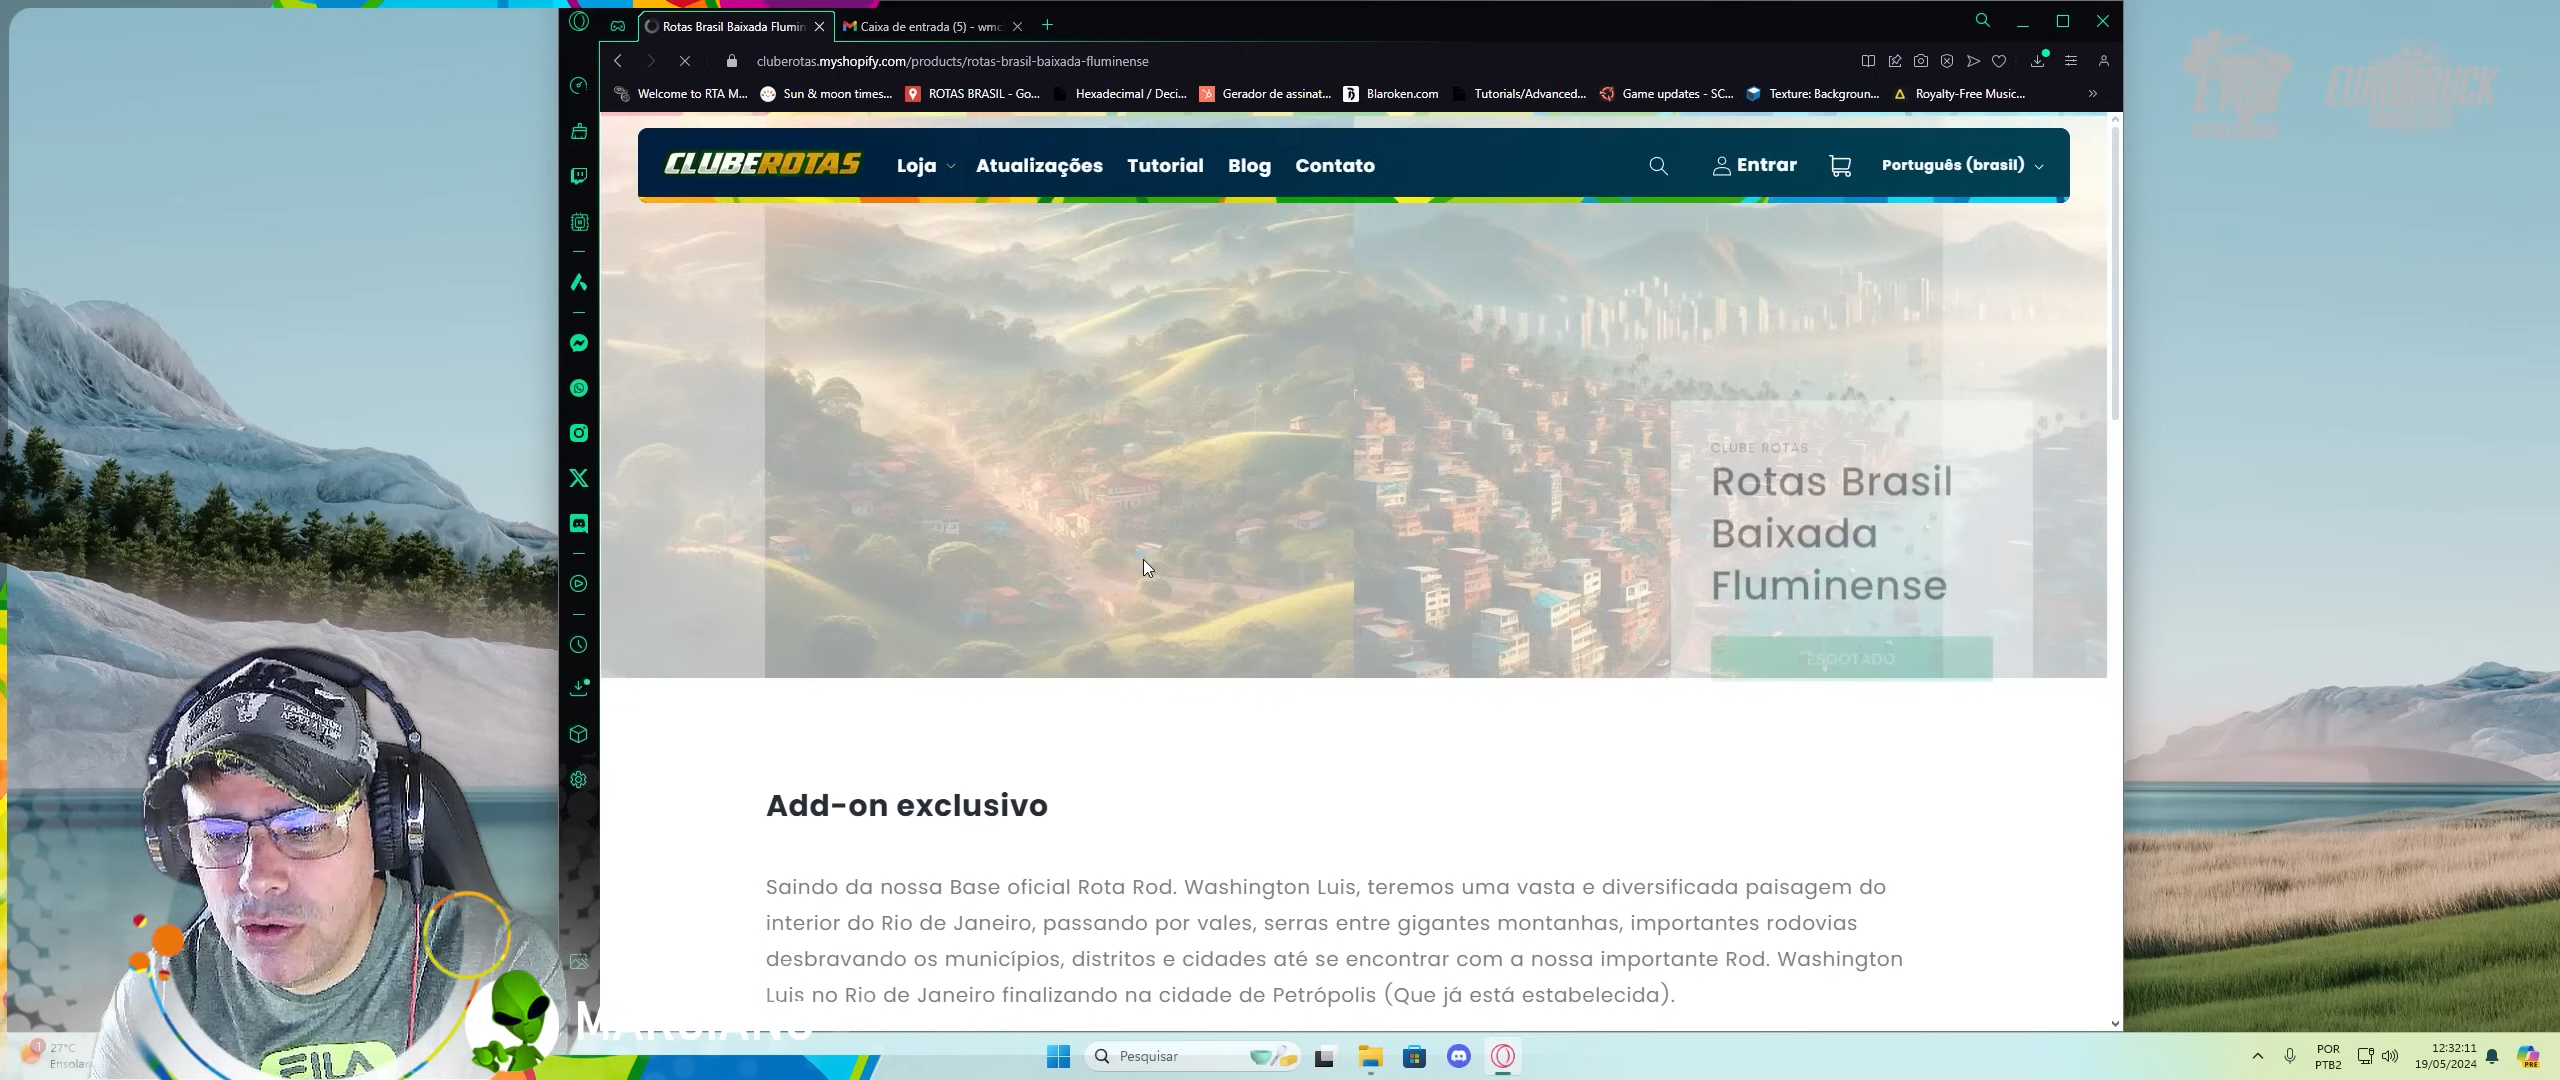 Rotas Brasil Baixada Flumin
Caixa de entrada (5) - wmc
cluberotas.myshopify.com/products/rotas-brasil-baixada-fluminense
Welcome to RTA M...
Sun & moon times...
ROTAS BRASIL - Go...
Hexadecimal / Deci...
Gerador de assinat...
Blaroken.com
Tutorials/Advanced...
Game updates - SC...
Texture: Backgroun...
Royalty-Free Music...
CLUBEROTAS
Loja
Atualizações
Tutorial
Blog
Contato
Entrar
Português (brasil)
CLUBE ROTAS
Rotas Brasil
Baixada
Fluminense
ESGOTADO
Add-on exclusivo
Saindo da nossa Base oficial Rota Rod. Washington Luis, teremos uma vasta e diversificada paisagem do
interior do Rio de Janeiro, passando por vales, serras entre gigantes montanhas, importantes rodovias
desbravando os municípios, distritos e cidades até se encontrar com a nossa importante Rod. Washington
Luis no Rio de Janeiro finalizando na cidade de Petrópolis (Que já está estabelecida).
FILA
1
27°C
Ensolar
Pesquisar
PRE
POR
PTB2
12:32:11
19/05/2024